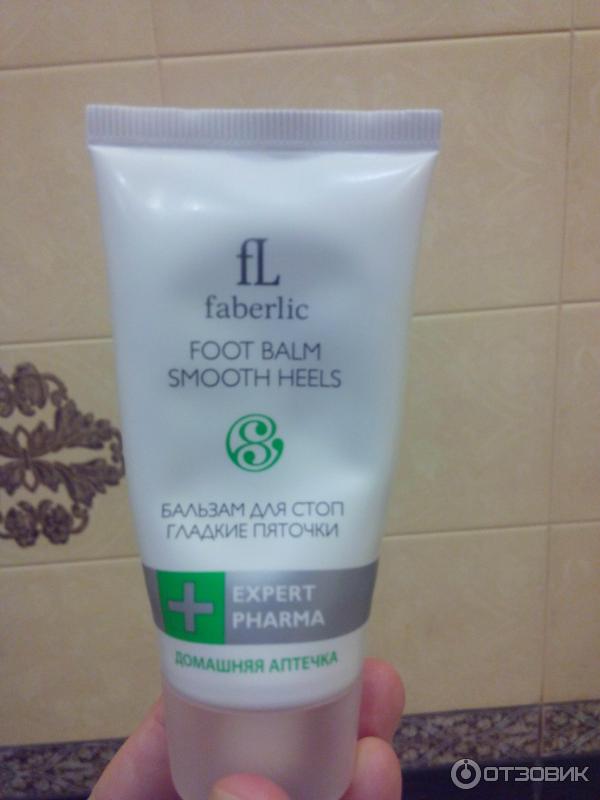 fL
faberlic
FOOT BALM
SMOOTH HEELS
БАЛЬЗАМ ДЛЯ СТОП
ГЛАДКИЕ ПЯТОЧКИ
EXPERT
PHARMA
ДОМАШНЯЯ АПТЕЧКА
ОТЗОВИК